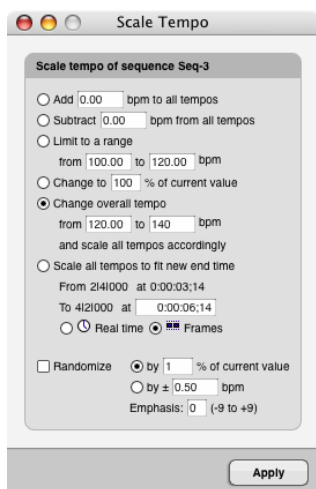 Scale Tempo
Scale tempo of sequence Seq-3
Add 0.00 bpm to all tempos
Subtract 0.00 bpm from all tempos
Limit to a range
from 100.00 to 120.00 bpm
Change to 100 % of current value
Change overall tempo
from 120.00 to 140 bpm
and scale all tempos accordingly
Scale all tempos to fit new end time
From 2|4|000 at 0:00:03;14
To 4|2|000 at 0:00:06;14
Real time Frames
Randomize by 1 % of current value
by ± 0.50 bpm
Emphasis: 0 (-9 to +9)
Apply